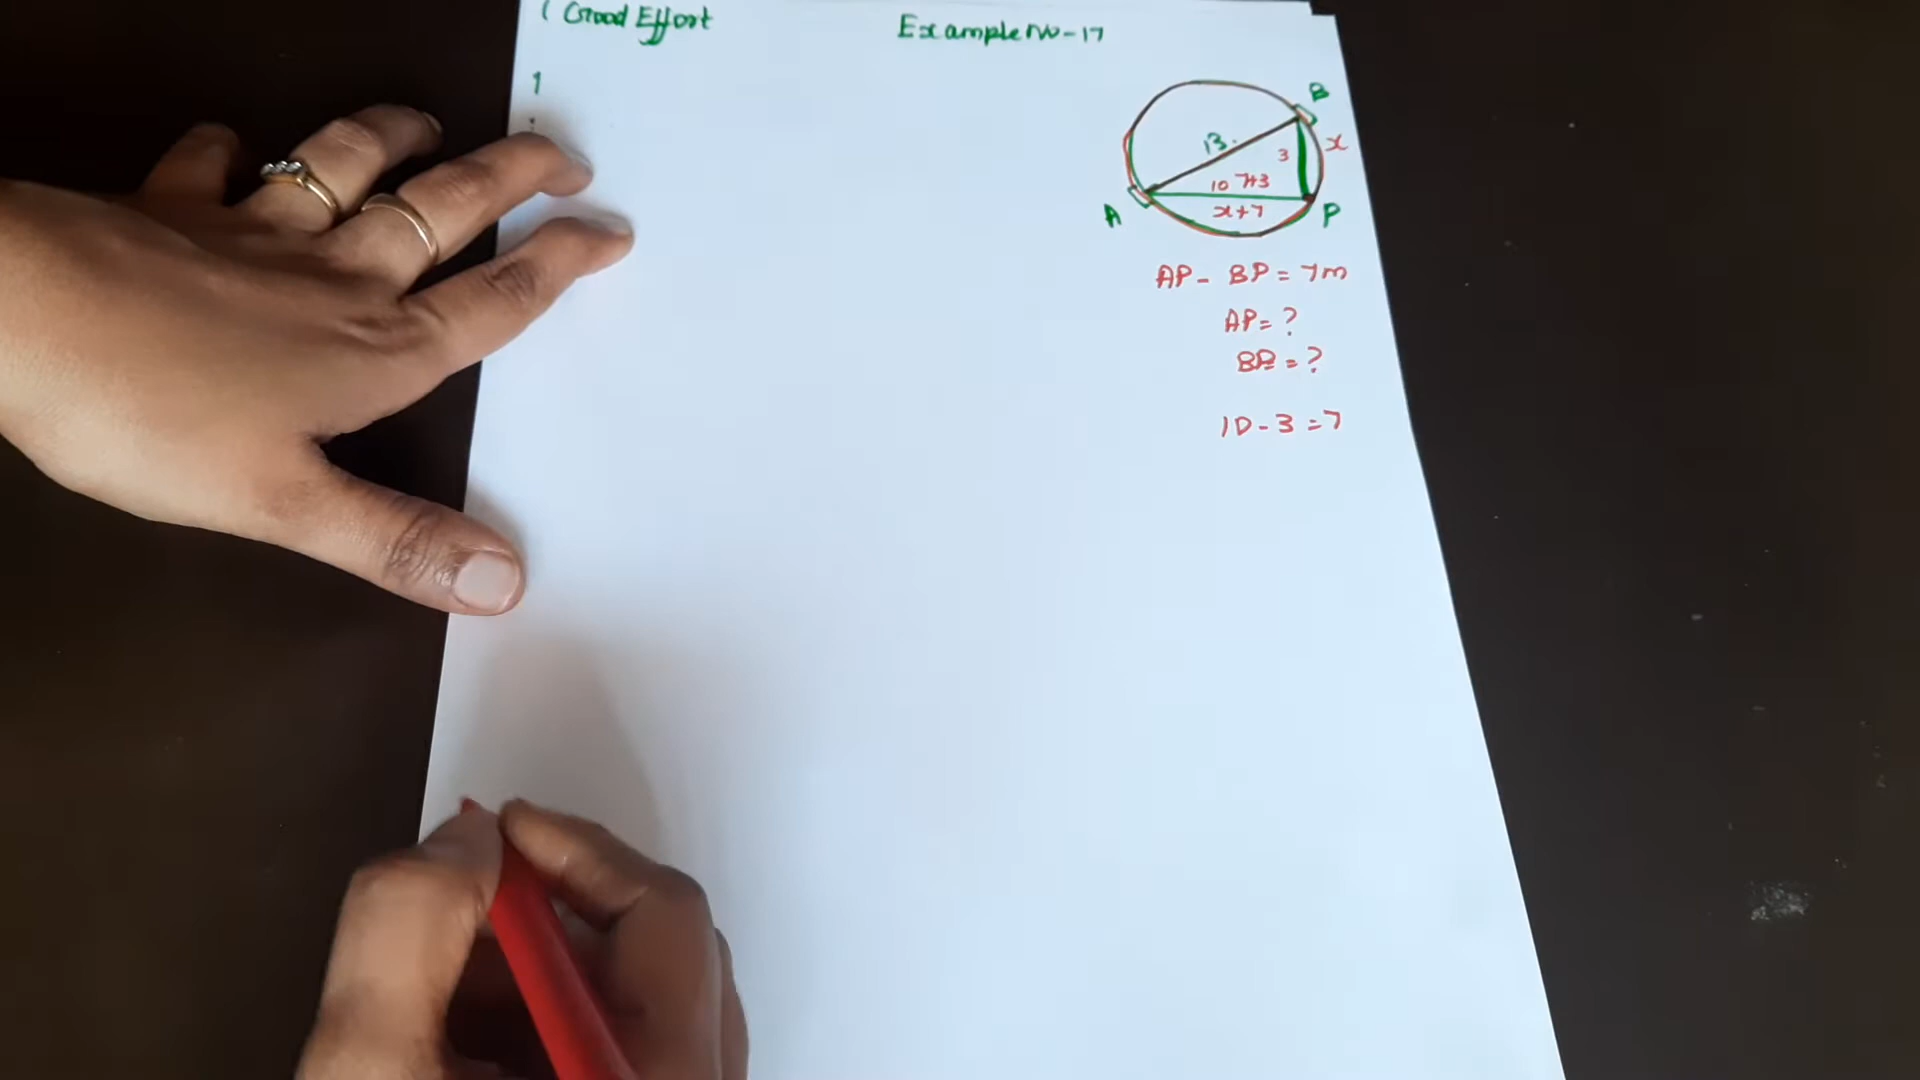 ( Good Effort
Example No-17
1
B
13.
3
x
10 7+3
A
x+7
P
AP - BP = 7m
AP = ?
BP = ?
10 - 3 = 7